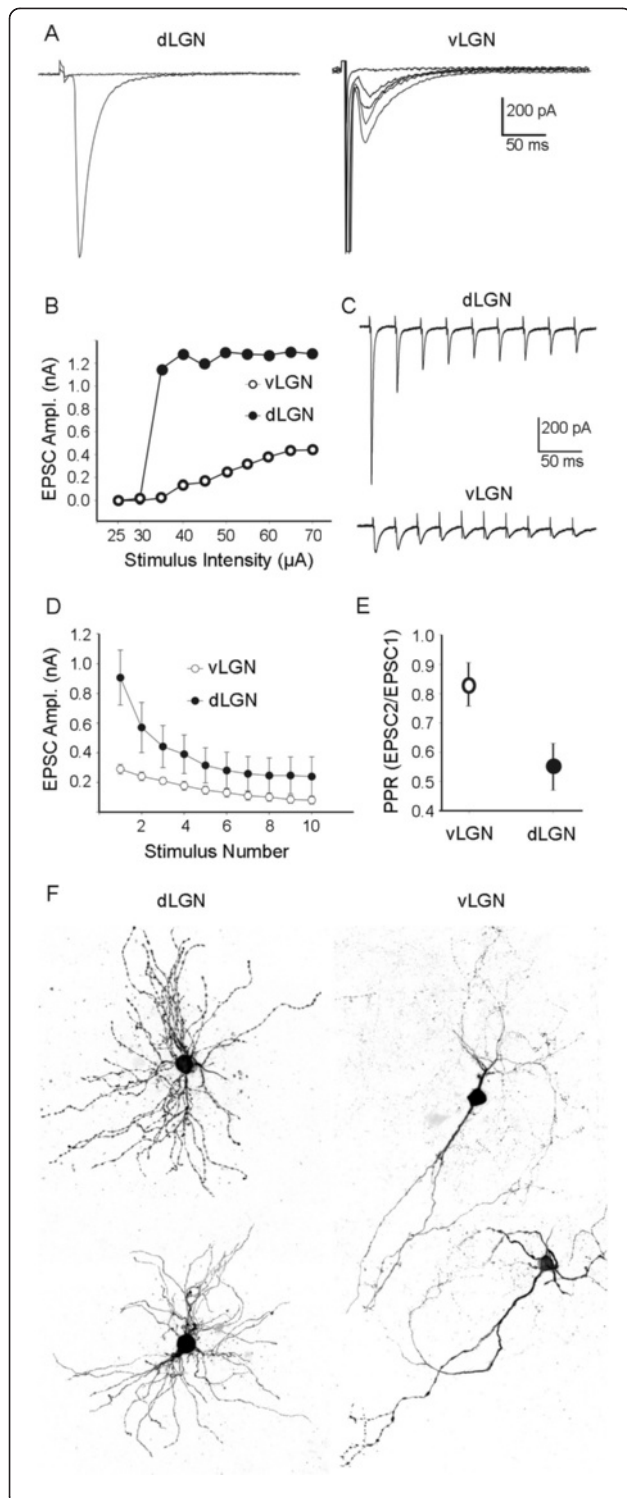 A
dLGN
vLGN
200 pA
50 ms
B
EPSC Ampl. (nA)
1.2
1.0
0.8
0.6
0.4
0.2
0.0
vLGN
dLGN
25 30 40 50 60 70
Stimulus Intensity (µA)
C
dLGN
200 pA
50 ms
vLGN
D
EPSC Ampl. (nA)
1.2
1.0
0.8
0.6
0.4
0.2
vLGN
dLGN
2 4 6 8 10
Stimulus Number
E
PPR (EPSC2/EPSC1)
1.0
0.9
0.8
0.7
0.6
0.5
0.4
vLGN dLGN
F
dLGN
vLGN